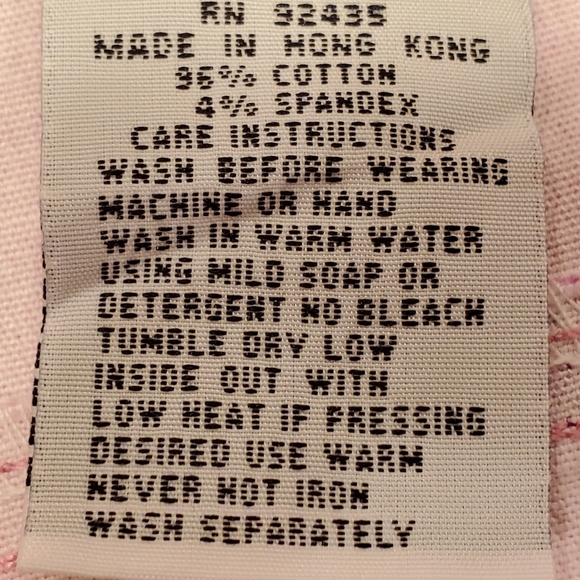 RN 92435
MADE IN HONG KONG
96% COTTON
4% SPANDEX
CARE INSTRUCTIONS
WASH BEFORE WEARING
MACHINE OR HAND
WASH IN WARM WATER
USING MILD SOAP OR
DETERGENT NO BLEACH
TUMBLE DRY LOW
INSIDE OUT WITH
LOW HEAT IF PRESSING
DESIRED USE WARM
NEVER HOT IRON
WASH SEPARATELY